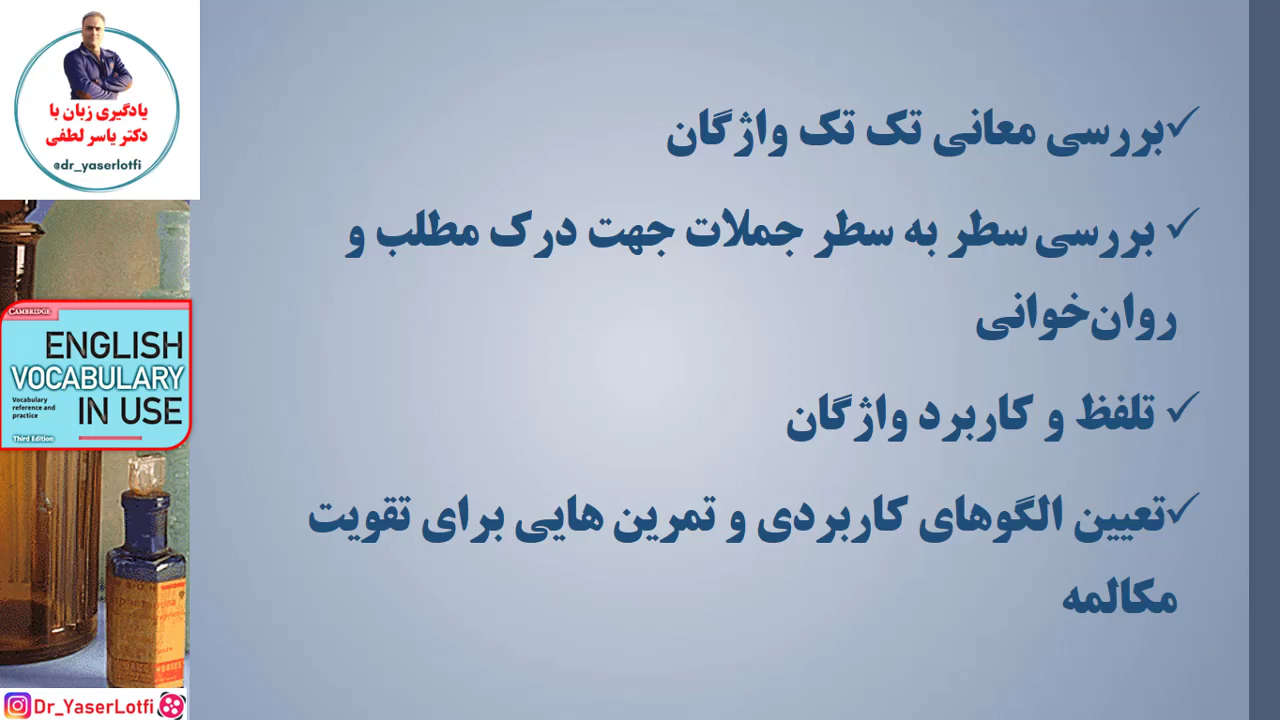 یادگیری زبان با
دکتر یاسر لطفی
@dr_yaserlotfi
بررسی معانی تک تک واژگان
بررسی سطر به سطر جملات جهت درک مطلب و
روان‌خوانی
تلفظ و کاربرد واژگان
تعیین الگوهای کاربردی و تمرین هایی برای تقویت
مکالمه
CAMBRIDGE
ENGLISH
VOCABULARY
IN USE
Vocabulary
reference and
practice
Third Edition
Dr_YaserLotfi